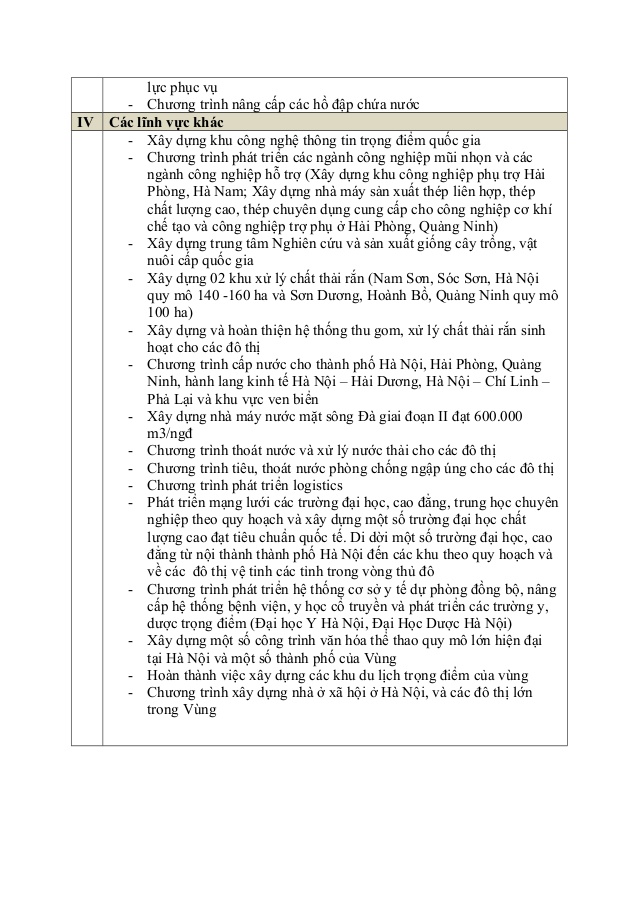 lực phục vụ
- Chương trình nâng cấp các hồ đập chứa nước
IV Các lĩnh vực khác
- Xây dựng khu công nghệ thông tin trọng điểm quốc gia
- Chương trình phát triển các ngành công nghiệp mũi nhọn và các
ngành công nghiệp hỗ trợ (Xây dựng khu công nghiệp phụ trợ Hải
Phòng, Hà Nam; Xây dựng nhà máy sản xuất thép liên hợp, thép
chất lượng cao, thép chuyên dụng cung cấp cho công nghiệp cơ khí
chế tạo và công nghiệp trợ phụ ở Hải Phòng, Quảng Ninh)
- Xây dựng trung tâm Nghiên cứu và sản xuất giống cây trồng, vật
nuôi cấp quốc gia
- Xây dựng 02 khu xử lý chất thải rắn (Nam Sơn, Sóc Sơn, Hà Nội
quy mô 140 -160 ha và Sơn Dương, Hoành Bồ, Quảng Ninh quy mô
100 ha)
- Xây dựng và hoàn thiện hệ thống thu gom, xử lý chất thải rắn sinh
hoạt cho các đô thị
- Chương trình cấp nước cho thành phố Hà Nội, Hải Phòng, Quảng
Ninh, hành lang kinh tế Hà Nội – Hải Dương, Hà Nội – Chí Linh –
Phả Lại và khu vực ven biển
- Xây dựng nhà máy nước mặt sông Đà giai đoạn II đạt 600.000
m3/ngđ
- Chương trình thoát nước và xử lý nước thải cho các đô thị
- Chương trình tiêu, thoát nước phòng chống ngập úng cho các đô thị
- Chương trình phát triển logistics
- Phát triển mạng lưới các trường đại học, cao đẳng, trung học chuyên
nghiệp theo quy hoạch và xây dựng một số trường đại học chất
lượng cao đạt tiêu chuẩn quốc tế. Di dời một số trường đại học, cao
đẳng từ nội thành thành phố Hà Nội đến các khu theo quy hoạch và
về các đô thị vệ tinh các tỉnh trong vòng thủ đô
- Chương trình phát triển hệ thống cơ sở y tế dự phòng đồng bộ, nâng
cấp hệ thống bệnh viện, y học cổ truyền và phát triển các trường y,
dược trọng điểm (Đại học Y Hà Nội, Đại Học Dược Hà Nội)
- Xây dựng một số công trình văn hóa thể thao quy mô lớn hiện đại
tại Hà Nội và một số thành phố của Vùng
- Hoàn thành việc xây dựng các khu du lịch trọng điểm của vùng
- Chương trình xây dựng nhà ở xã hội ở Hà Nội, và các đô thị lớn
trong Vùng